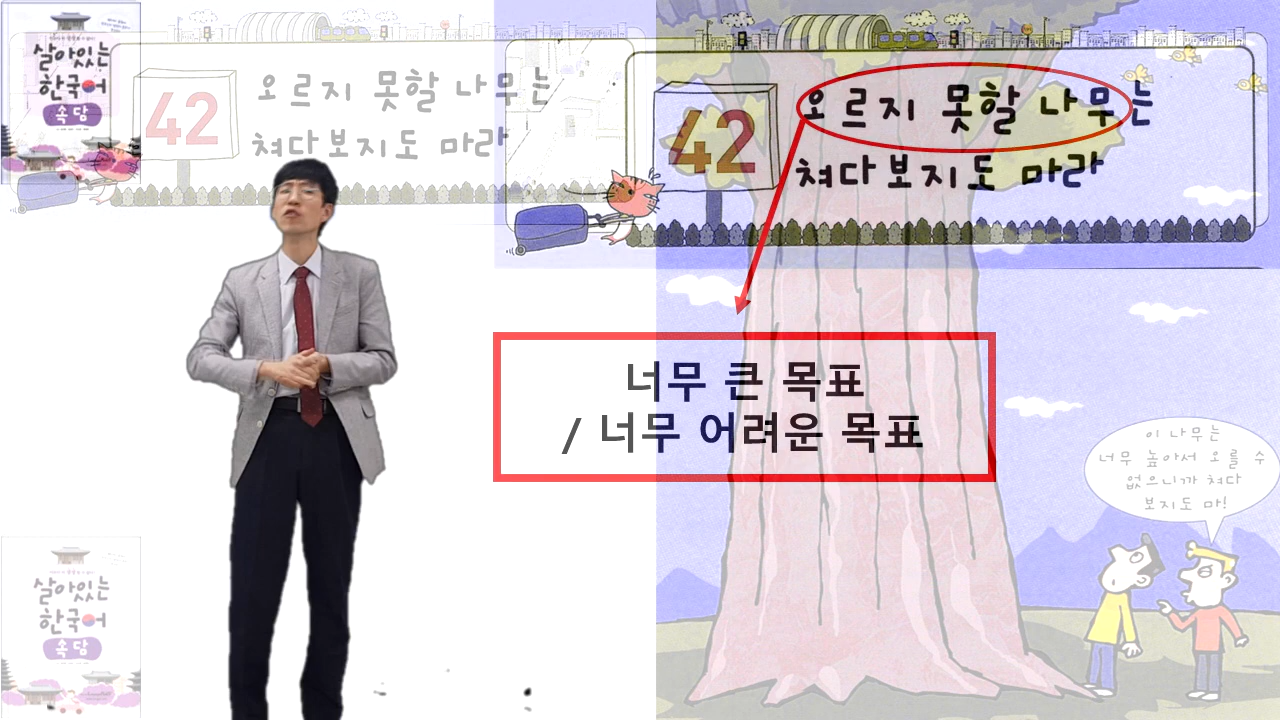 살아있는
한국어
속담
42
오르지 못할 나무는
쳐다보지도 마라
42
오르지 못할 나무는
쳐다보지도 마라
너무 큰 목표
/ 너무 어려운 목표
이 나무는
너무 높아서 오를 수
없으니까 쳐다
보지도 마!
살아있는
한국어
속담